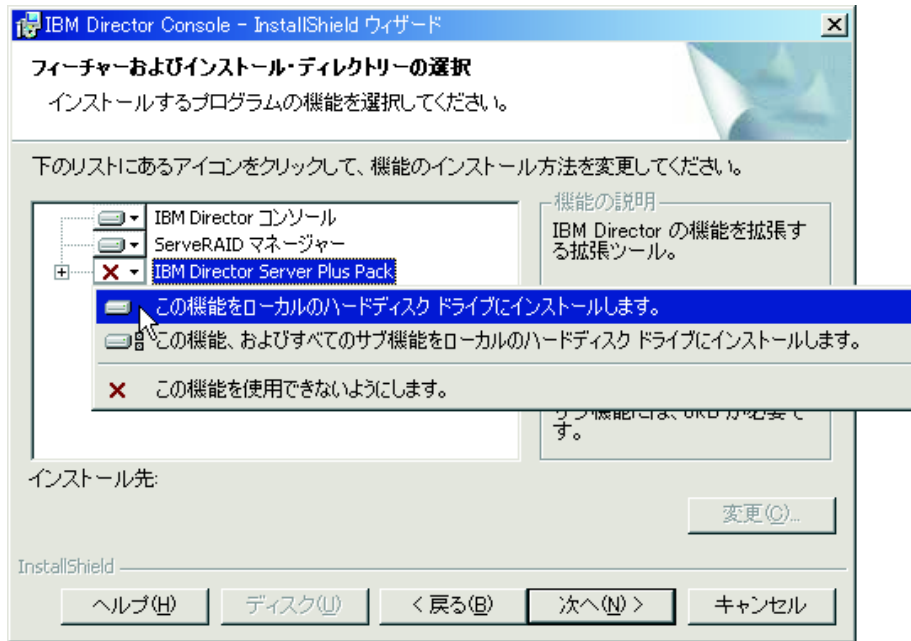 IBM Director Console - InstallShield ウィザード
フィーチャーおよびインストール・ディレクトリーの選択
インストールするプログラムの機能を選択してください。
下のリストにあるアイコンをクリックして、機能のインストール方法を変更してください。
IBM Director コンソール
ServeRAID マネージャー
IBM Director Server Plus Pack
機能の説明
IBM Director の機能を拡張す
る拡張ツール。
この機能をローカルのハードディスク ドライブにインストールします。
この機能、およびすべてのサブ機能をローカルのハードディスク ドライブにインストールします。
この機能を使用できないようにします。
す。
インストール先:
変更(C)...
InstallShield
ヘルプ(H)
ディスク(U)
< 戻る(B)
次へ(N) >
キャンセル